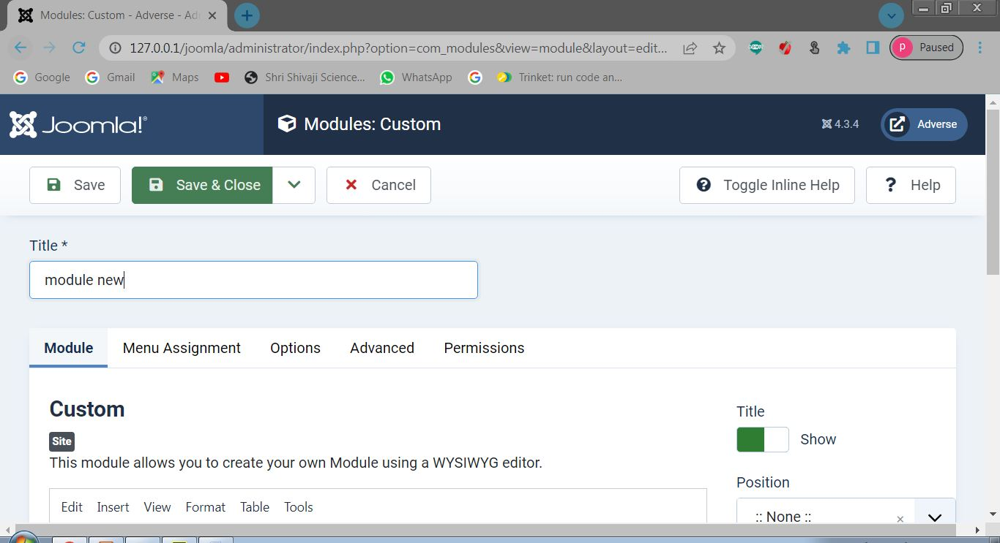 Modules: Custom - Adverse - Ad
127.0.0.1/joomla/administrator/index.php?option=com_modules&view=module&layout=edit...
P Paused
Google Gmail Maps Shri Shivaji Science... WhatsApp Trinket: run code an...
Joomla!® Modules: Custom 4.3.4 Adverse
Save Save & Close Cancel Toggle Inline Help ? Help
Title *
module new
Module Menu Assignment Options Advanced Permissions
Custom
Site
This module allows you to create your own Module using a WYSIWYG editor.
Edit Insert View Format Table Tools
Title
Show
Position
:: None ::